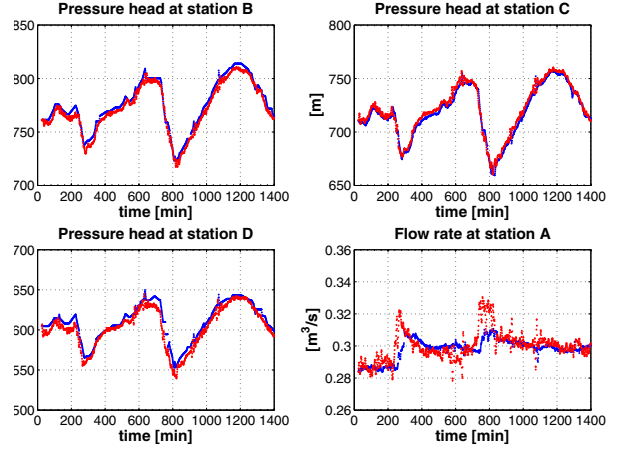 Pressure head at station B
850
800
750
700
0 200 400 600 800 1000 1200 1400
time [min]
Pressure head at station C
800
750
700
650
[m]
0 200 400 600 800 1000 1200 1400
time [min]
Pressure head at station D
700
650
600
550
500
0 200 400 600 800 1000 1200 1400
time [min]
Flow rate at station A
0.36
0.34
0.32
0.3
0.28
0.26
[m³/s]
0 200 400 600 800 1000 1200 1400
time [min]